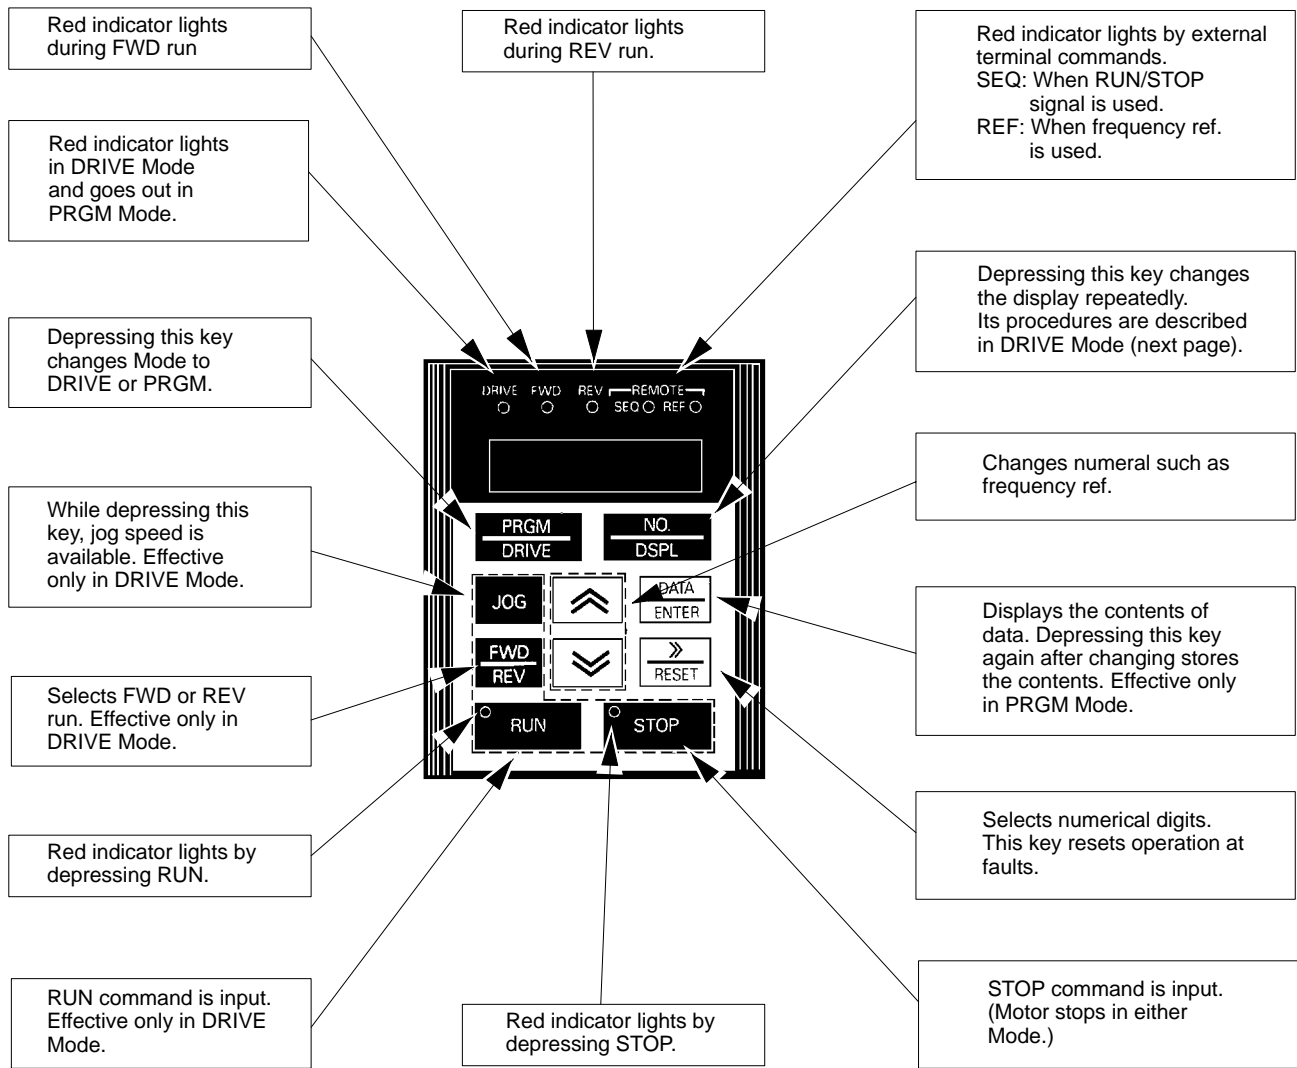 Red indicator lights
during FWD run
Red indicator lights
during REV run.
Red indicator lights by external
terminal commands.
SEQ: When RUN/STOP
signal is used.
REF: When frequency ref.
is used.
Red indicator lights
in DRIVE Mode
and goes out in
PRGM Mode.
Depressing this key changes
the display repeatedly.
Its procedures are described
in DRIVE Mode (next page).
Depressing this key
changes Mode to
DRIVE or PRGM.
DRIVE FWD REV REMOTE
SEQ REF
Changes numeral such as
frequency ref.
While depressing this
key, jog speed is
available. Effective
only in DRIVE Mode.
PRGM
DRIVE
NO.
DSPL
JOG
DATA
ENTER
FWD
REV
RESET
RUN
STOP
Displays the contents of
data. Depressing this key
again after changing stores
the contents. Effective only
in PRGM Mode.
Selects FWD or REV
run. Effective only in
DRIVE Mode.
Selects numerical digits.
This key resets operation at
faults.
Red indicator lights by
depressing RUN.
RUN command is input.
Effective only in DRIVE
Mode.
Red indicator lights by
depressing STOP.
STOP command is input.
(Motor stops in either
Mode.)